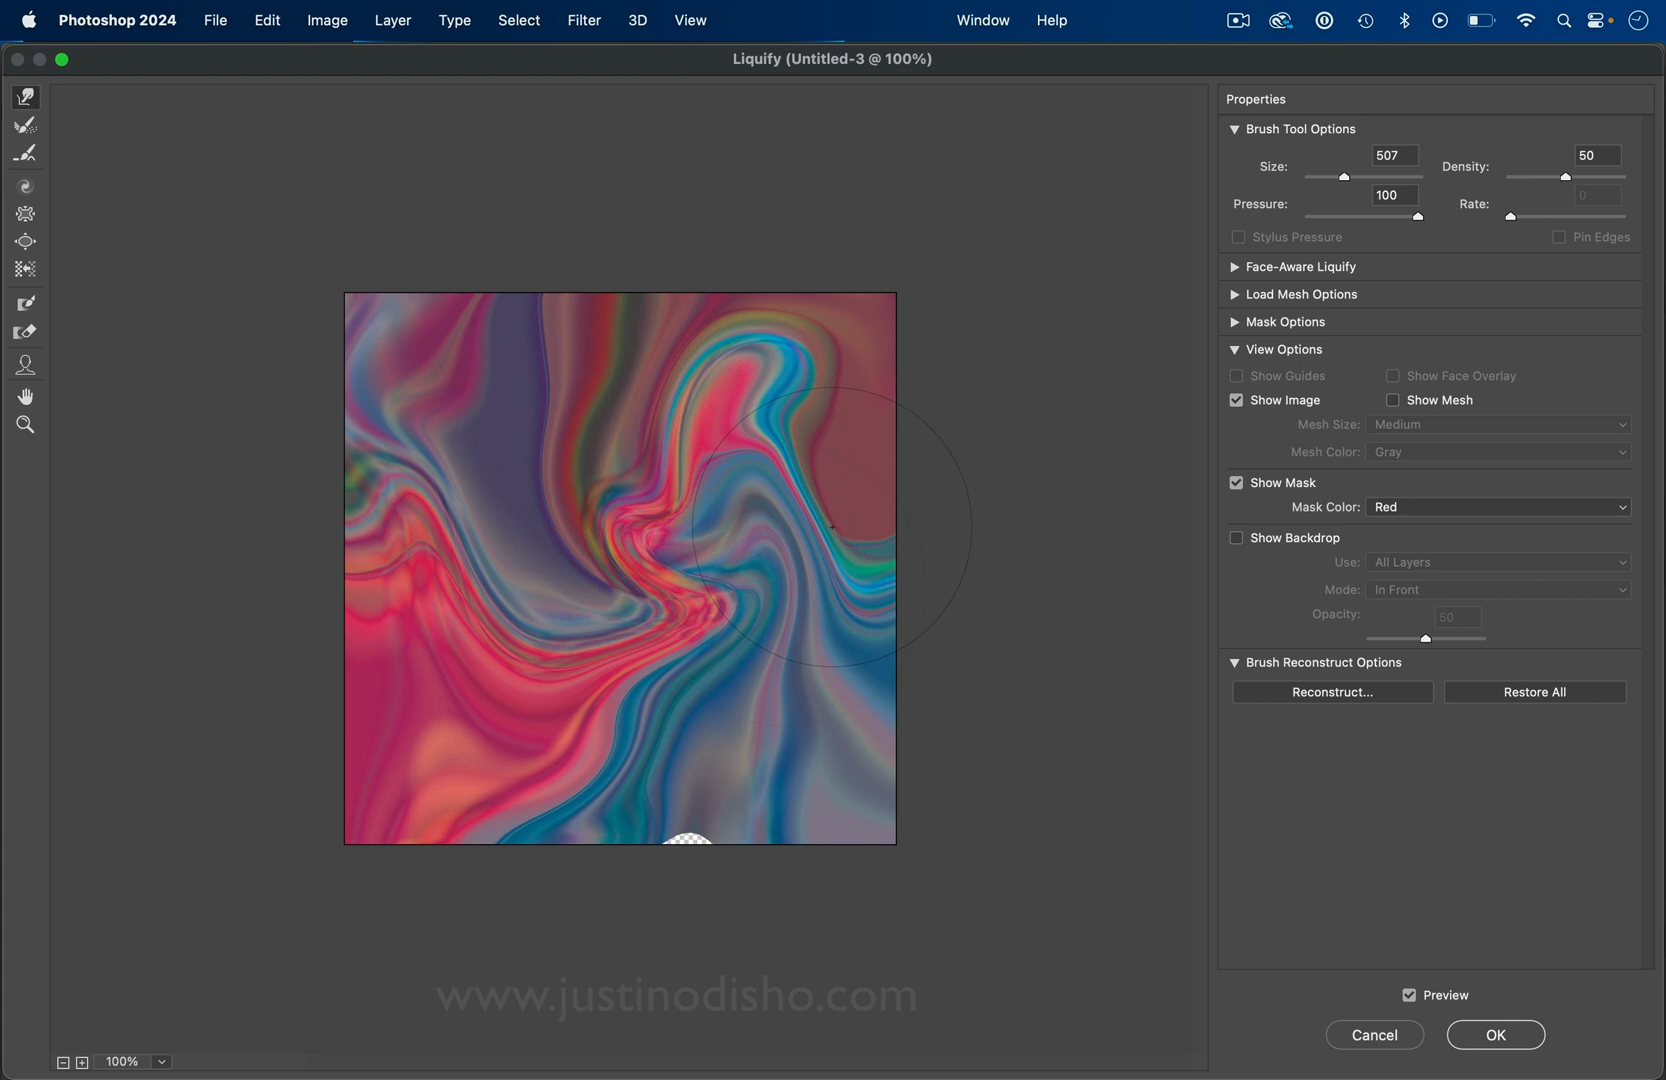 Photoshop 2024 File Edit Image Layer Type Select Filter 3D View Window Help
Liquify (Untitled-3 @ 100%)
Properties
Brush Tool Options
Size: 507 Density: 50
Pressure: 100 Rate: 0
Stylus Pressure Pin Edges
Face-Aware Liquify
Load Mesh Options
Mask Options
View Options
Show Guides Show Face Overlay
Show Image Show Mesh
Mesh Size: Medium
Mesh Color: Gray
Show Mask
Mask Color: Red
Show Backdrop
Use: All Layers
Mode: In Front
Opacity: 50
Brush Reconstruct Options
Reconstruct... Restore All
www.justinodisho.com
Preview
Cancel OK
100%